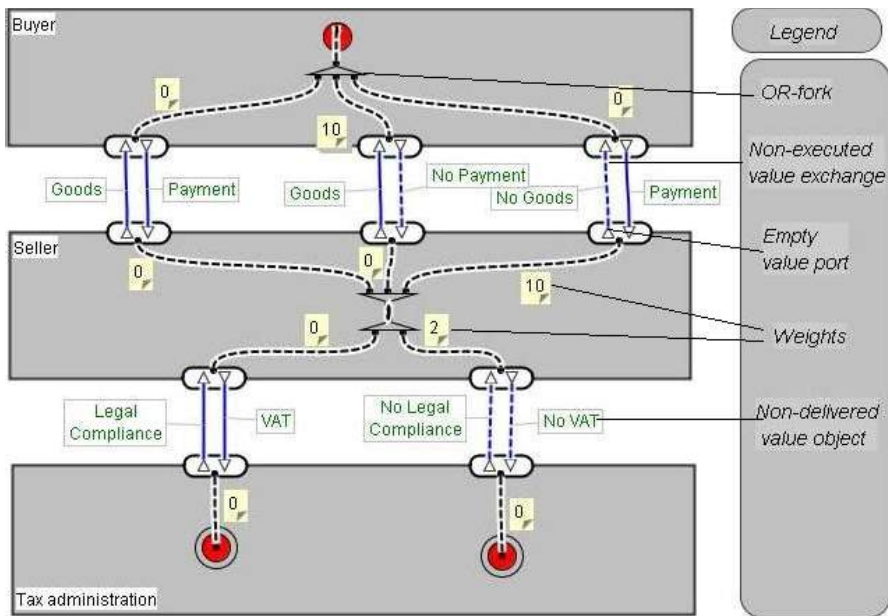 Buyer
Legend
0
OR-fork
0
10
Non-executed
value exchange
Goods
Payment
Goods
No Payment
No Goods
Payment
Seller
Empty
value port
0
0
10
0
2
Weights
Legal
Compliance
VAT
No Legal
Compliance
No VAT
Non-delivered
value object
0
0
Tax administration